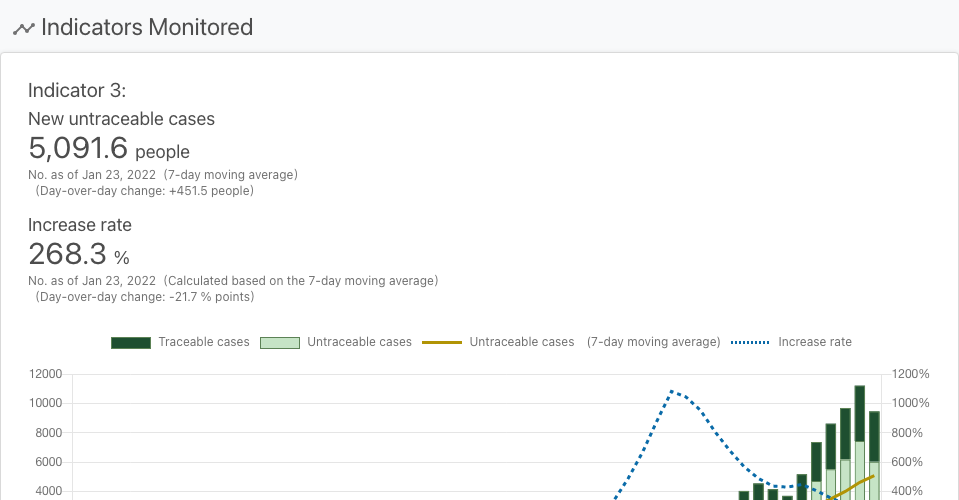 Indicators Monitored
Indicator 3:
New untraceable cases
5,091.6 people
No. as of Jan 23, 2022 (7-day moving average)
(Day-over-day change: +451.5 people)
Increase rate
268.3 %
No. as of Jan 23, 2022 (Calculated based on the 7-day moving average)
(Day-over-day change: -21.7 % points)
Traceable cases Untraceable cases Untraceable cases (7-day moving average) Increase rate
12000 1200%
10000 1000%
8000 800%
6000 600%
4000 400%